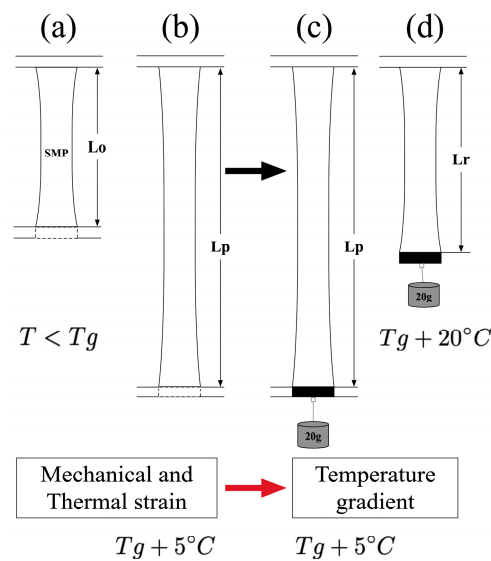 (a) (b) (c) (d)
SMP
Lo
Lp
Lp
Lr
20g
T < Tg
Tg + 20°C
20g
Mechanical and
Thermal strain
Temperature
gradient
Tg + 5°C
Tg + 5°C